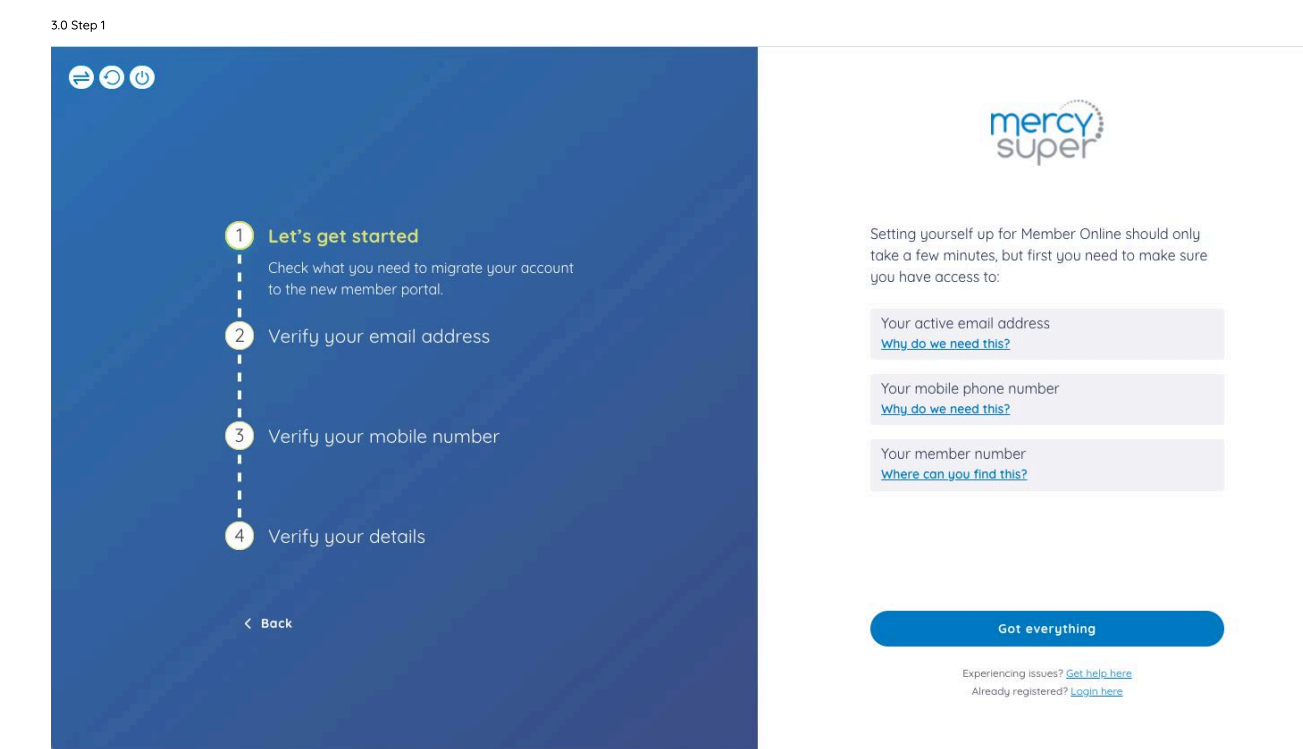 3.0 Step 1
1
Let's get started
Check what you need to migrate your account
to the new member portal.
2
Verify your email address
3
Verify your mobile number
4
Verify your details
Back
mercy
super
Setting yourself up for Member Online should only
take a few minutes, but first you need to make sure
you have access to:
Your active email address
Why do we need this?
Your mobile phone number
Why do we need this?
Your member number
Where can you find this?
Got everything
Experiencing issues? Get help here
Already registered? Login here